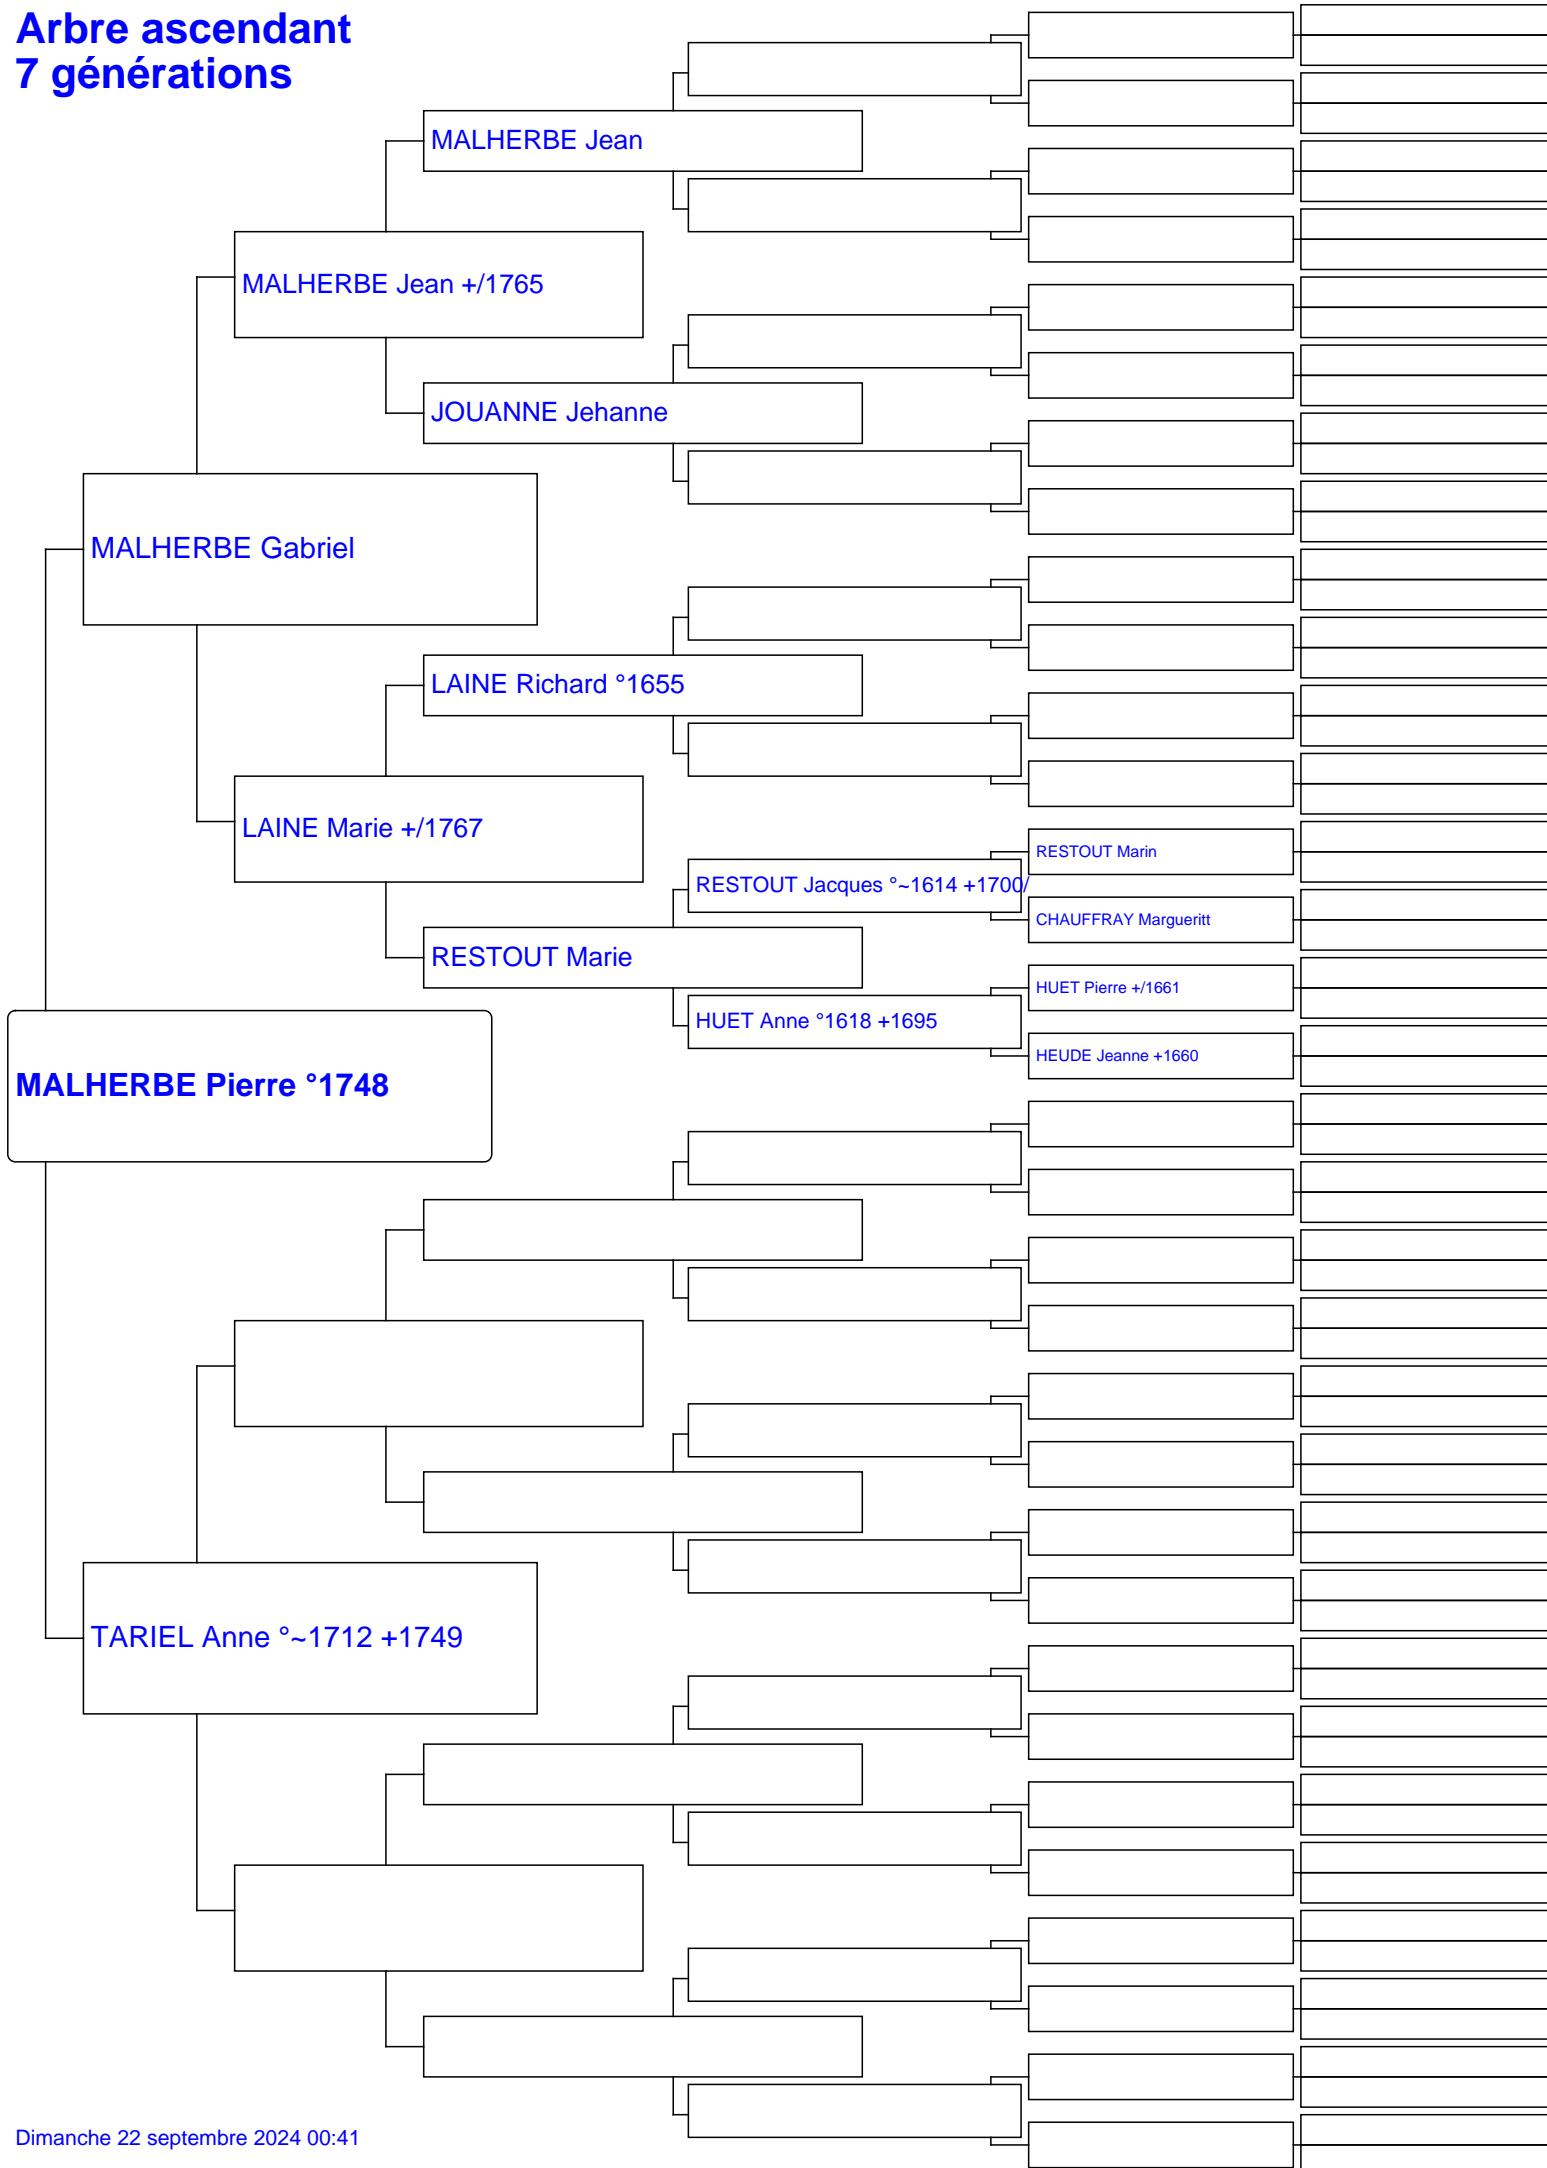 Arbre ascendant
7 générations
MALHERBE Jean
MALHERBE Jean +/1765
JOUANNE Jehanne
MALHERBE Gabriel
LAINE Richard °1655
LAINE Marie +/1767
RESTOUT Marin
RESTOUT Jacques °~1614 +1700/
CHAUFFRAY Margueritt
RESTOUT Marie
HUET Pierre +/1661
HUET Anne °1618 +1695
HEUDE Jeanne +1660
MALHERBE Pierre °1748
TARIEL Anne °~1712 +1749
Dimanche 22 septembre 2024 00:41